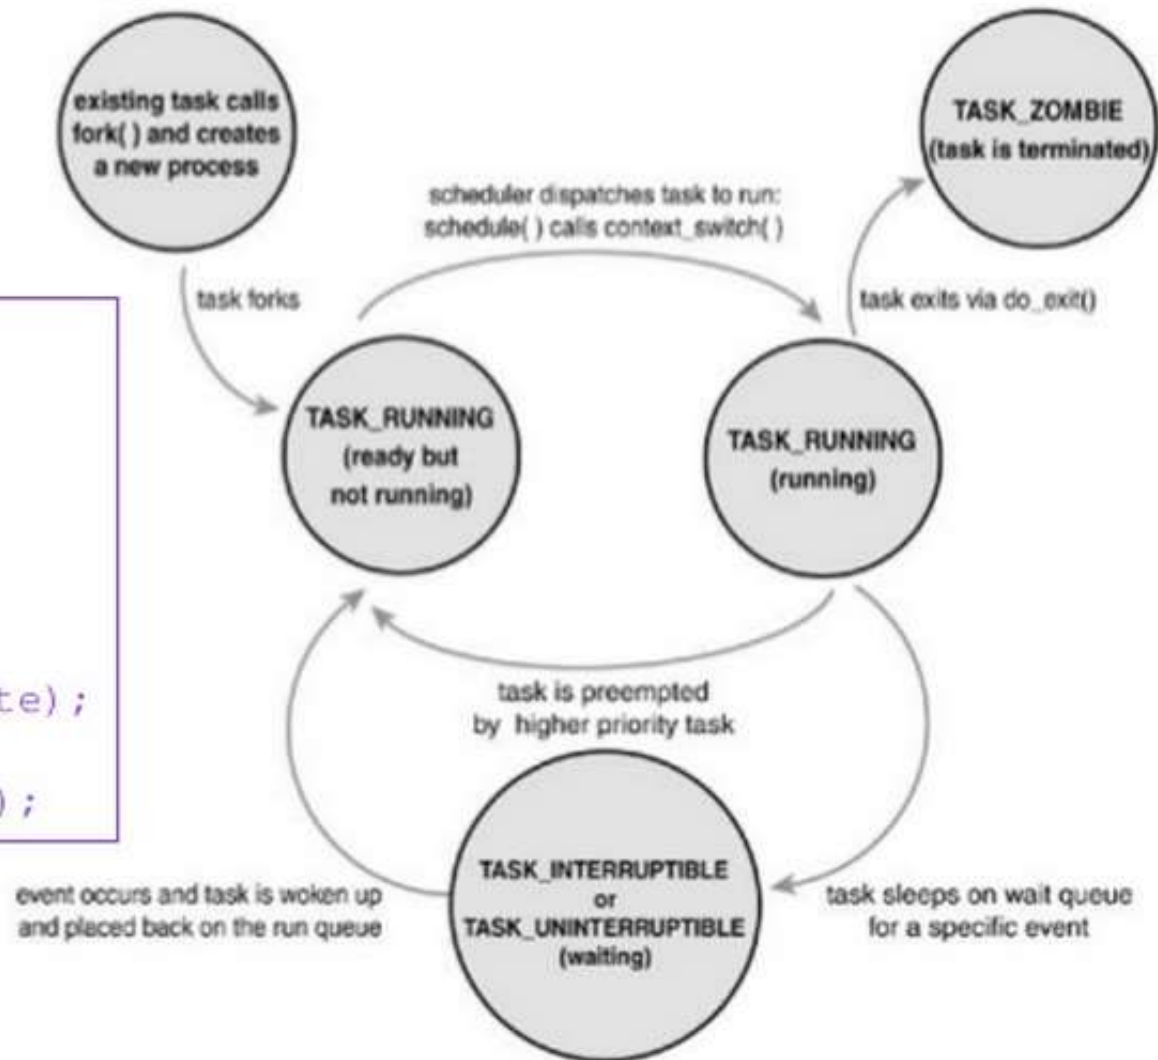 existing task calls
fork( ) and creates
a new process
TASK_ZOMBIE
(task is terminated)
scheduler dispatches task to run:
schedule( ) calls context_switch( )
task forks
task exits via do_exit()
TASK_RUNNING
(ready but
not running)
TASK_RUNNING
(running)
te);
);
task is preempted
by higher priority task
TASK_INTERRUPTIBLE
or
TASK_UNINTERRUPTIBLE
(waiting)
event occurs and task is woken up
and placed back on the run queue
task sleeps on wait queue
for a specific event